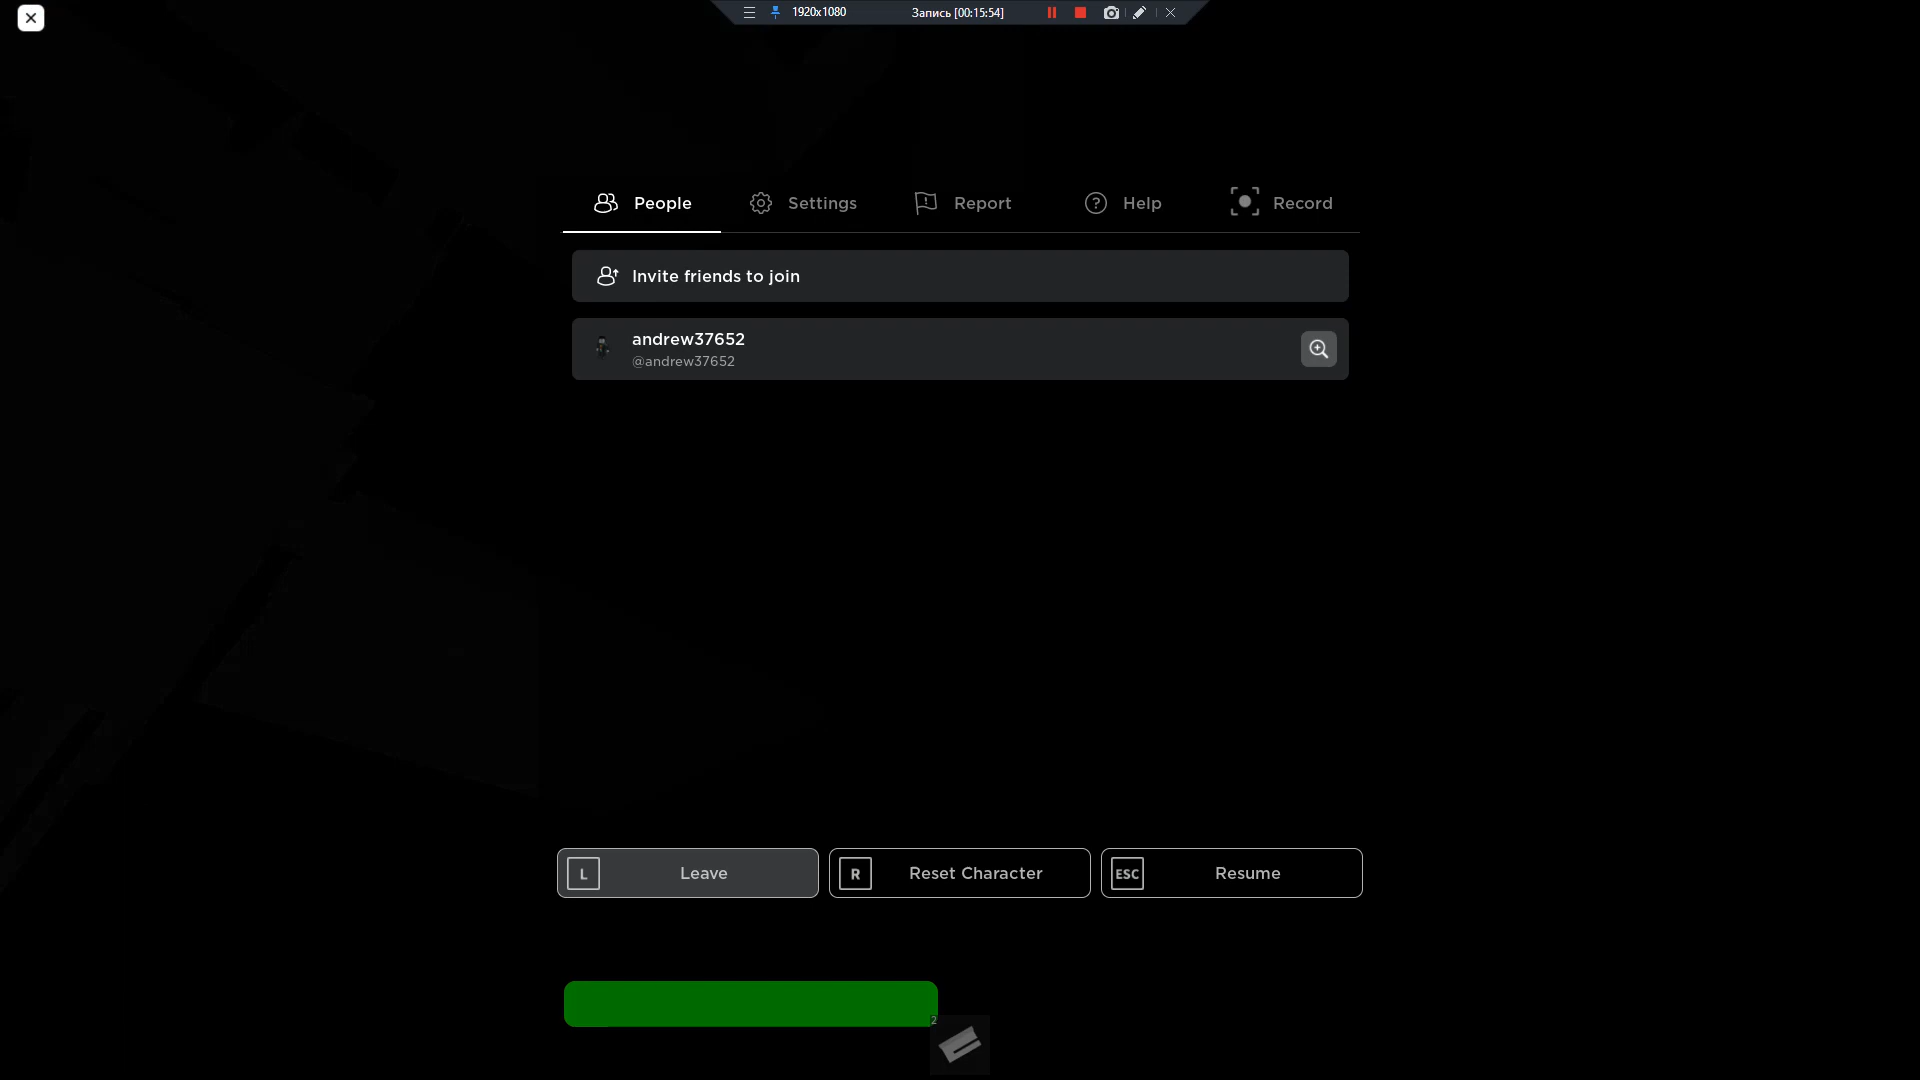 1920x1080
Запись [00:15:54]
People
Settings
Report
Help
Record
Invite friends to join
andrew37652
@andrew37652
L
Leave
R
Reset Character
ESC
Resume
2